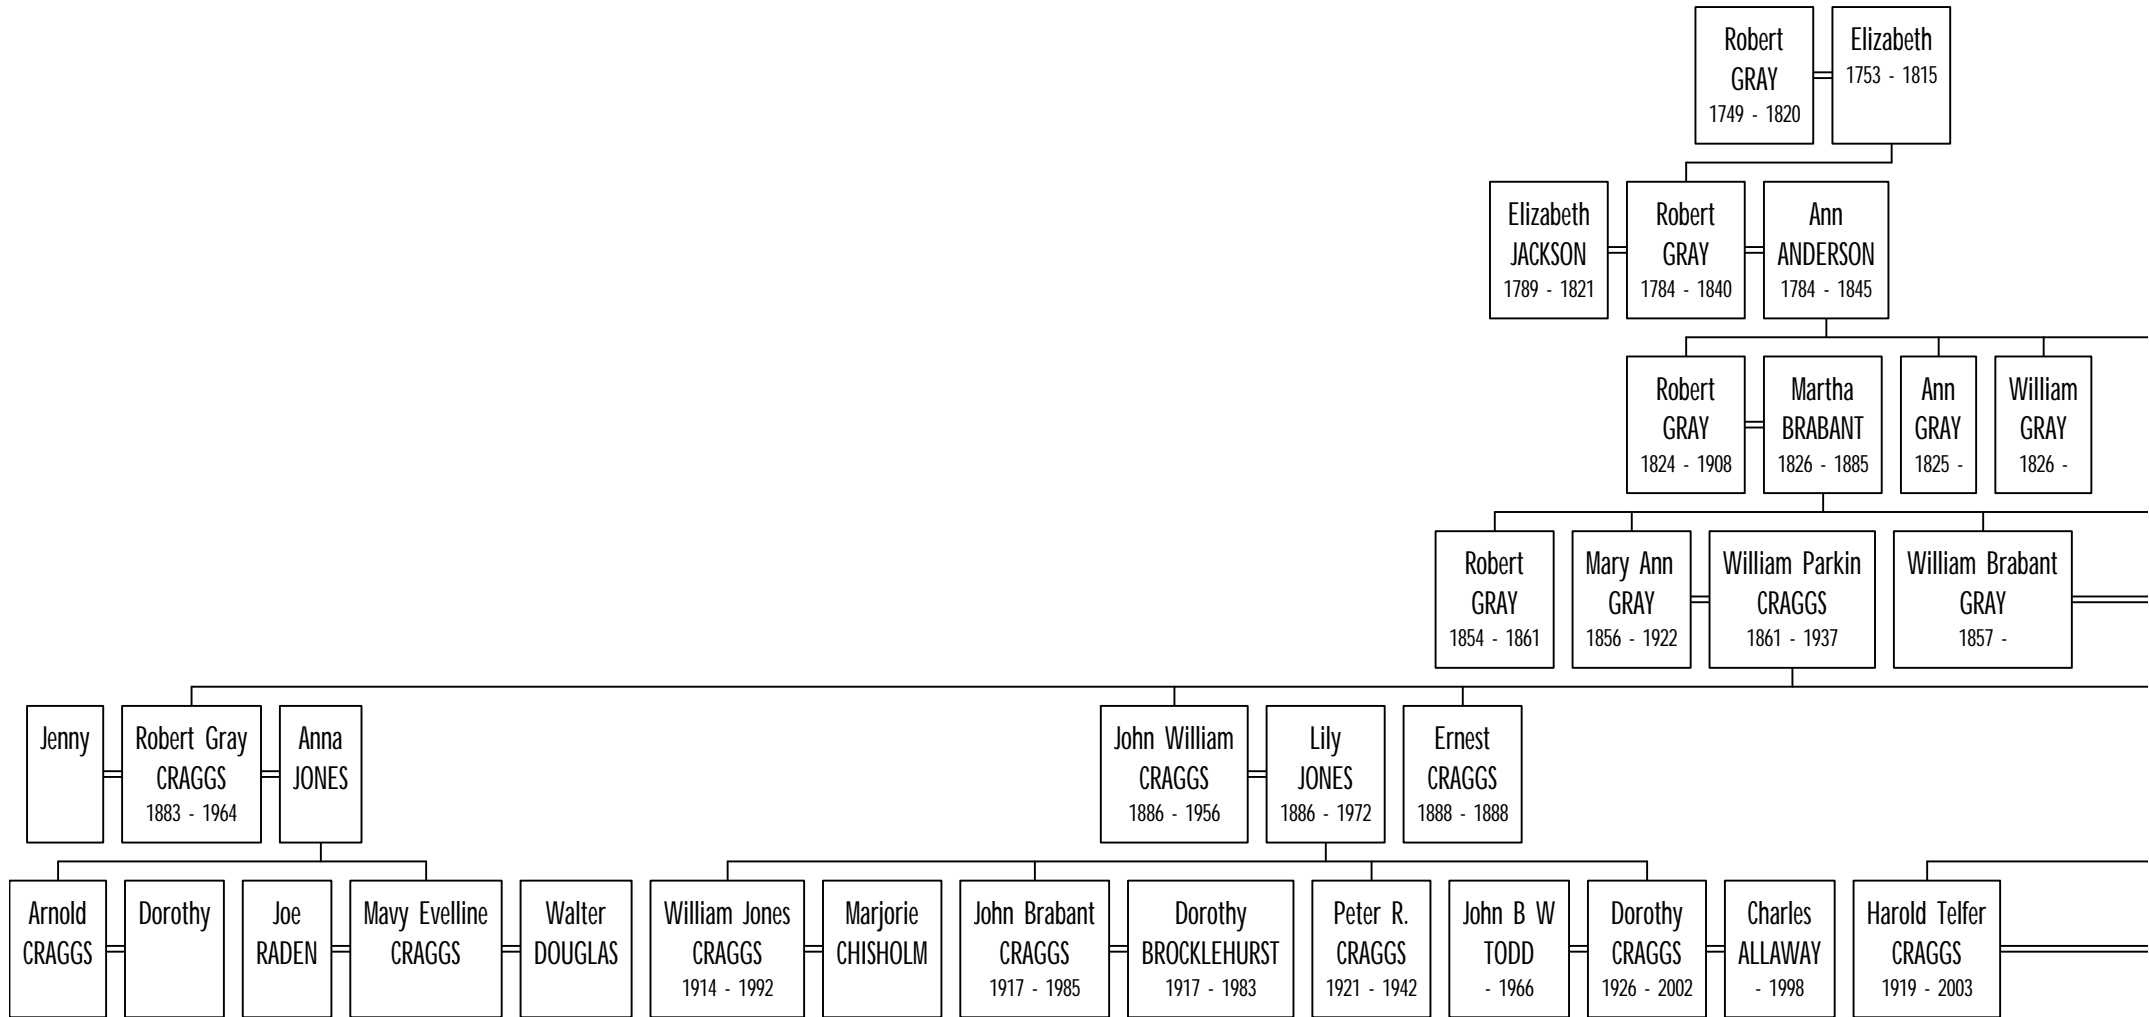 Robert
GRAY
1749 - 1820
Elizabeth
1753 - 1815
Elizabeth
JACKSON
1789 - 1821
Robert
GRAY
1784 - 1840
Ann
ANDERSON
1784 - 1845
Robert
GRAY
1824 - 1908
Martha
BRABANT
1826 - 1885
Ann
GRAY
1825 -
William
GRAY
1826 -
Robert
GRAY
1854 - 1861
Mary Ann
GRAY
1856 - 1922
William Parkin
CRAGGS
1861 - 1937
William Brabant
GRAY
1857 -
Jenny
Robert Gray
CRAGGS
1883 - 1964
Anna
JONES
John William
CRAGGS
1886 - 1956
Lily
JONES
1886 - 1972
Ernest
CRAGGS
1888 - 1888
Arnold
CRAGGS
Dorothy
Joe
RADEN
Mavy Evelline
CRAGGS
Walter
DOUGLAS
William Jones
CRAGGS
1914 - 1992
Marjorie
CHISHOLM
John Brabant
CRAGGS
1917 - 1985
Dorothy
BROCKLEHURST
1917 - 1983
Peter R.
CRAGGS
1921 - 1942
John B W
TODD
- 1966
Dorothy
CRAGGS
1926 - 2002
Charles
ALLAWAY
- 1998
Harold Telfer
CRAGGS
1919 - 2003